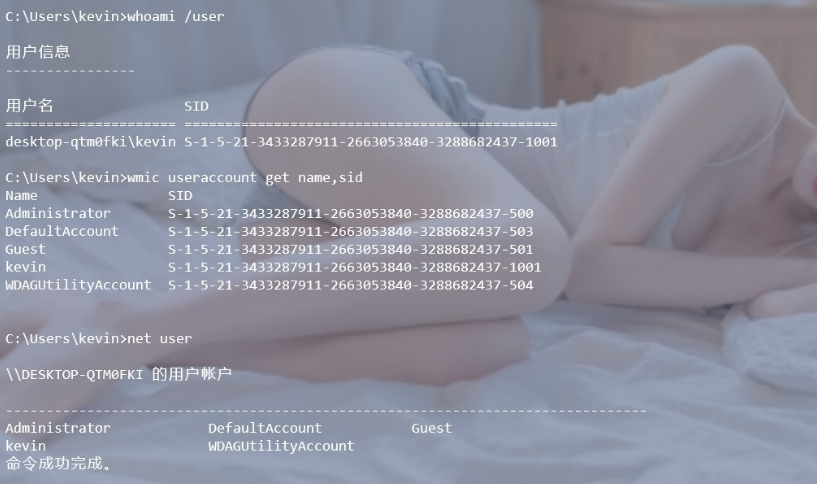 C:\Users\kevin>whoami /user
用户信息
----------------
用户名 SID
===================== ==============================================
desktop-qtm0fki\kevin S-1-5-21-3433287911-2663053840-3288682437-1001
C:\Users\kevin>wmic useraccount get name,sid
Name SID
Administrator S-1-5-21-3433287911-2663053840-3288682437-500
DefaultAccount S-1-5-21-3433287911-2663053840-3288682437-503
Guest S-1-5-21-3433287911-2663053840-3288682437-501
kevin S-1-5-21-3433287911-2663053840-3288682437-1001
WDAGUtilityAccount S-1-5-21-3433287911-2663053840-3288682437-504
C:\Users\kevin>net user
\\DESKTOP-QTM0FKI 的用户帐户
-------------------------------------------------------------------------------
Administrator DefaultAccount Guest
kevin WDAGUtilityAccount
命令成功完成。